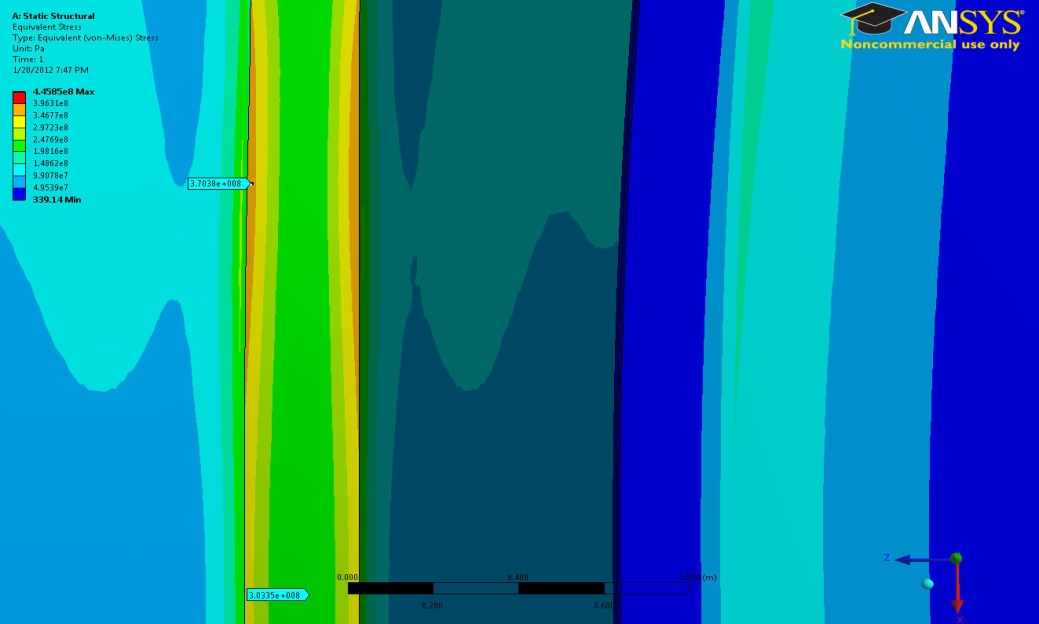 A: Static Structural
Equivalent Stress
Type: Equivalent (von-Mises) Stress
Unit: Pa
Time: 1
1/20/2012 7:47 PM
4.4585e8 Max
3.9631e8
3.4677e8
2.9723e8
2.4769e8
1.9816e8
1.4862e8
9.9078e7
4.9539e7
339.14 Min
ANSYS
Noncommercial use only
3.7038e+008
3.0335e+008
0.000
0.400
(m)
0.200
0.600
Z
X